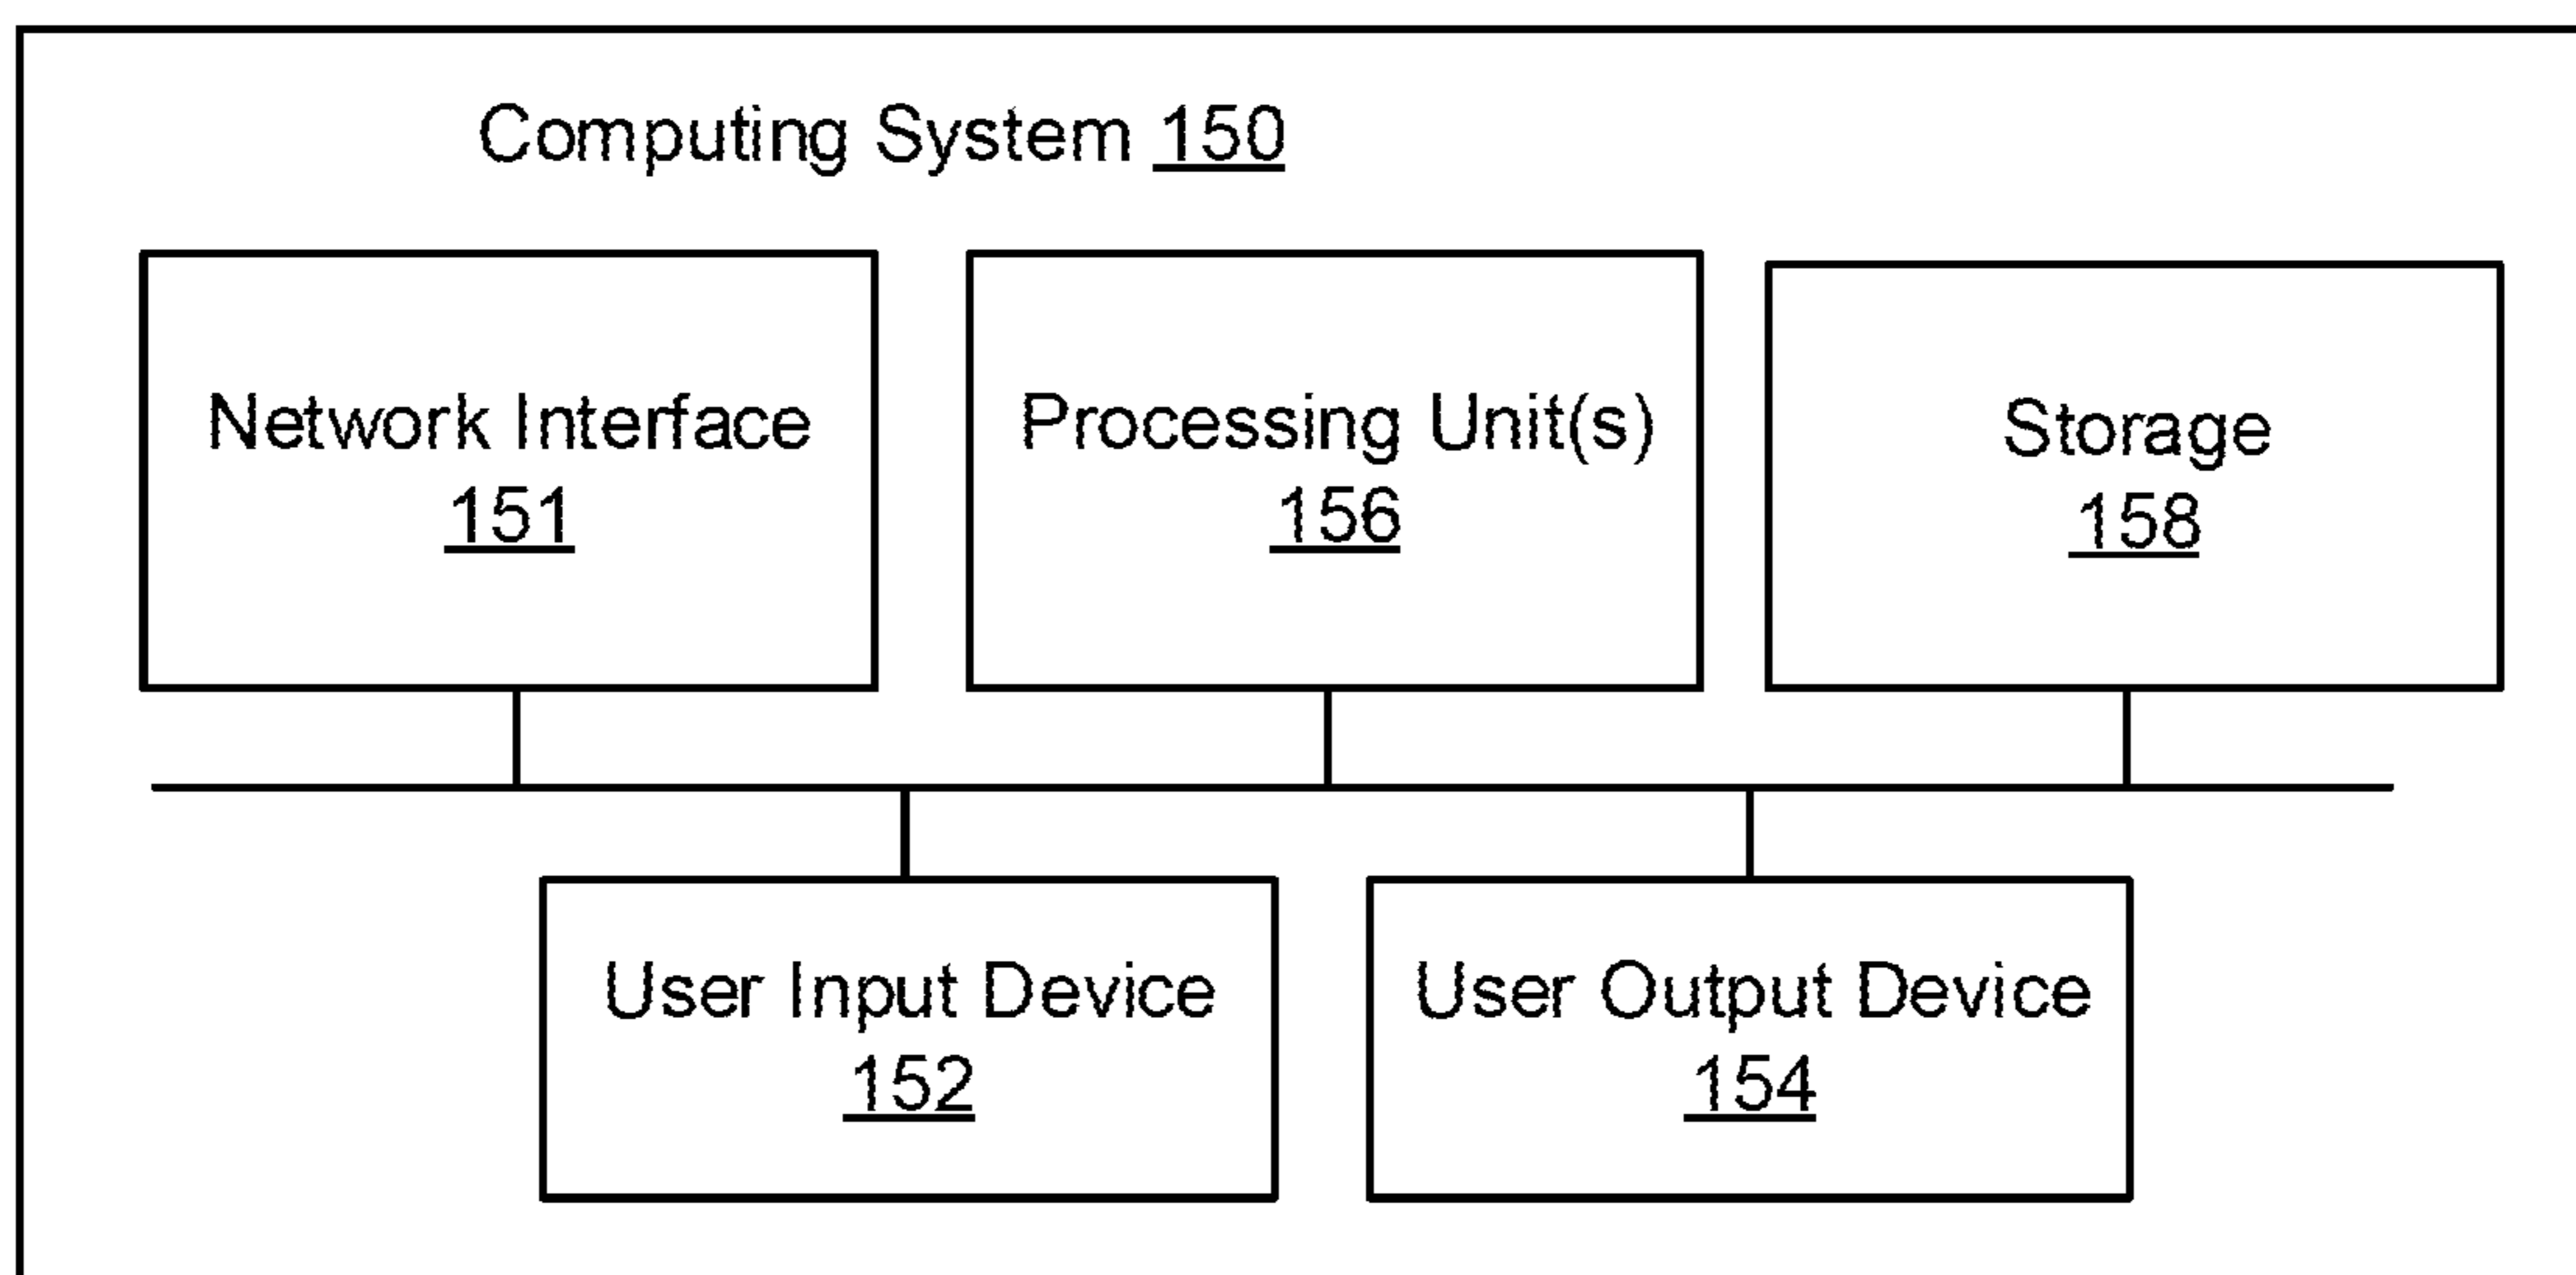 Computing System 150
Network Interface
151
Processing Unit(s)
156
Storage
158
User Input Device
152
User Output Device
154